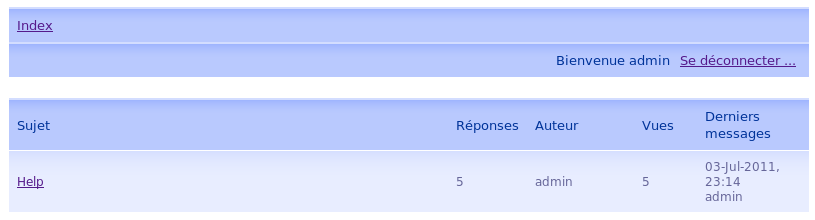 Index
Bienvenue admin Se déconnecter ...
Sujet Réponses Auteur Vues Derniers messages
Help 5 admin 5 03-Jul-2011, 23:14 admin